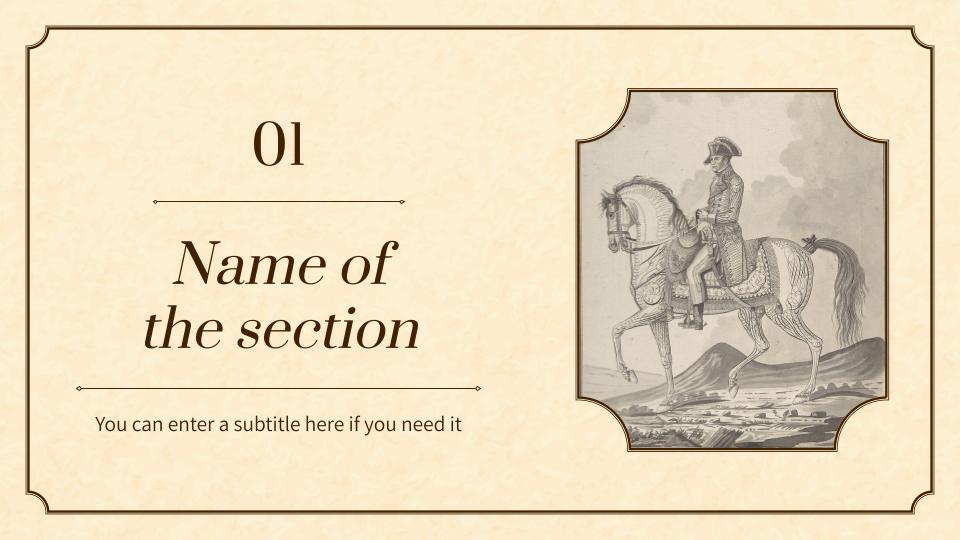 01
Name of
the section
You can enter a subtitle here if you need it